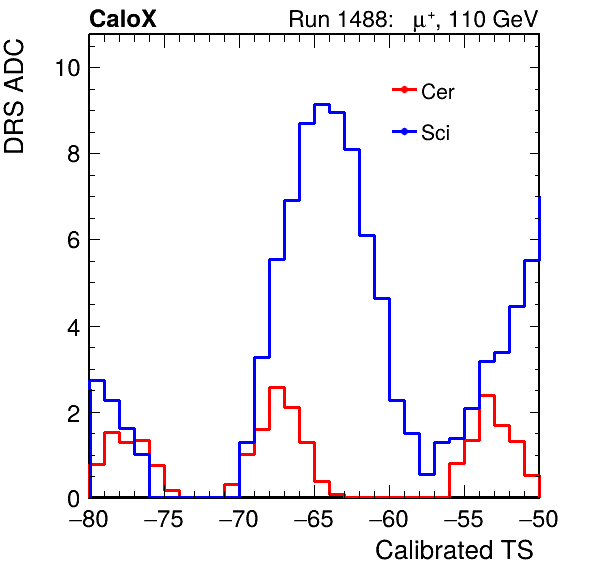 CaloX Run 1488: μ⁺, 110 GeV
DRS ADC
10
8
6
4
2
0
Cer
Sci
−80 −75 −70 −65 −60 −55 −50
Calibrated TS